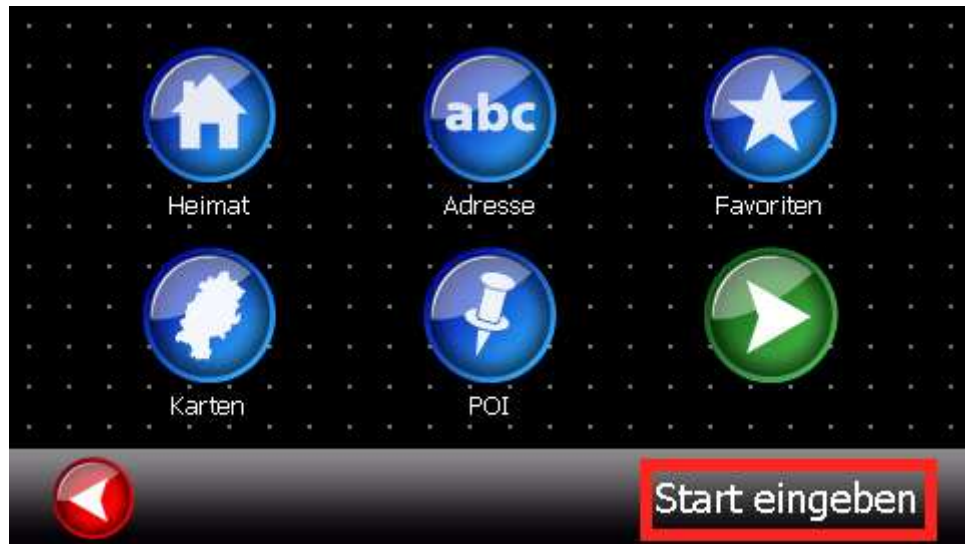 abc
Heimat
Adresse
Favoriten
Karten
POI
Start eingeben